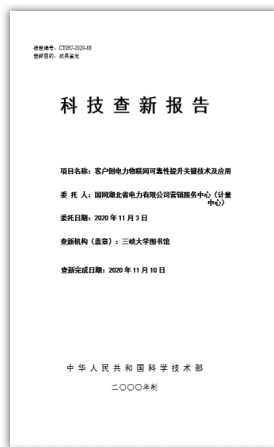 报告编号：CTGU-2020-88
查新目的：成果鉴定
科技查新报告
项目名称：客户侧电力物联网可靠性提升关键技术及应用
委 托 人：国网湖北省电力有限公司营销服务中心（计量
中心）
委托日期：2020 年 11 月 3 日
查新机构（盖章）：三峡大学图书馆
查新完成日期：2020 年 11 月 10 日
中华人民共和国科学技术部
二〇〇〇年制